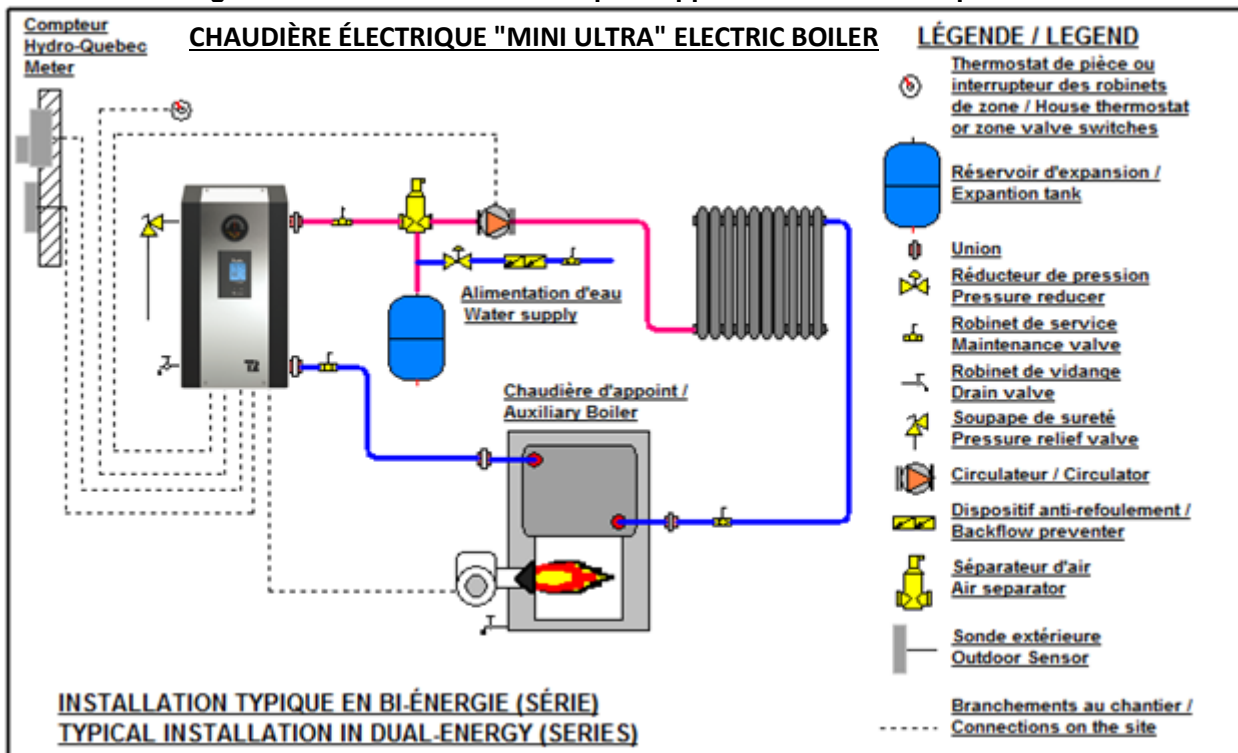 Compteur
Hydro-Quebec
Meter
CHAUDIÈRE ÉLECTRIQUE "MINI ULTRA" ELECTRIC BOILER
LÉGENDE / LEGEND
Thermostat de pièce ou
interrupteur des robinets
de zone / House thermostat
or zone valve switches
Réservoir d'expansion /
Expantion tank
Union
Réducteur de pression
Pressure reducer
Robinet de service
Maintenance valve
Robinet de vidange
Drain valve
Soupape de sureté
Pressure relief valve
Circulateur / Circulator
Dispositif anti-refoulement /
Backflow preventer
Séparateur d'air
Air separator
Sonde extérieure
Outdoor Sensor
Branchements au chantier /
Connections on the site
Alimentation d'eau
Water supply
Chaudière d'appoint /
Auxiliary Boiler
INSTALLATION TYPIQUE EN BI-ÉNERGIE (SÉRIE)
TYPICAL INSTALLATION IN DUAL-ENERGY (SERIES)